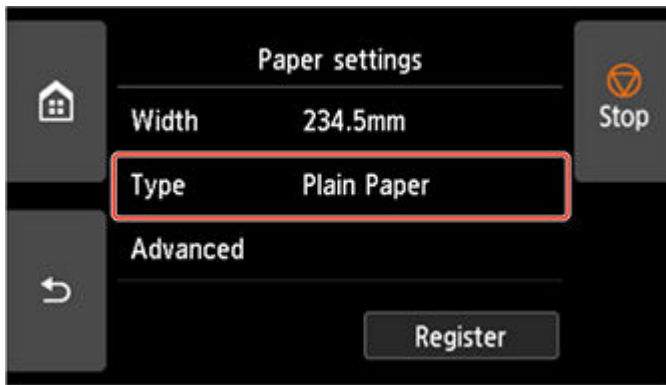 Paper settings
Width 234.5mm
Stop
Type Plain Paper
Advanced
Register